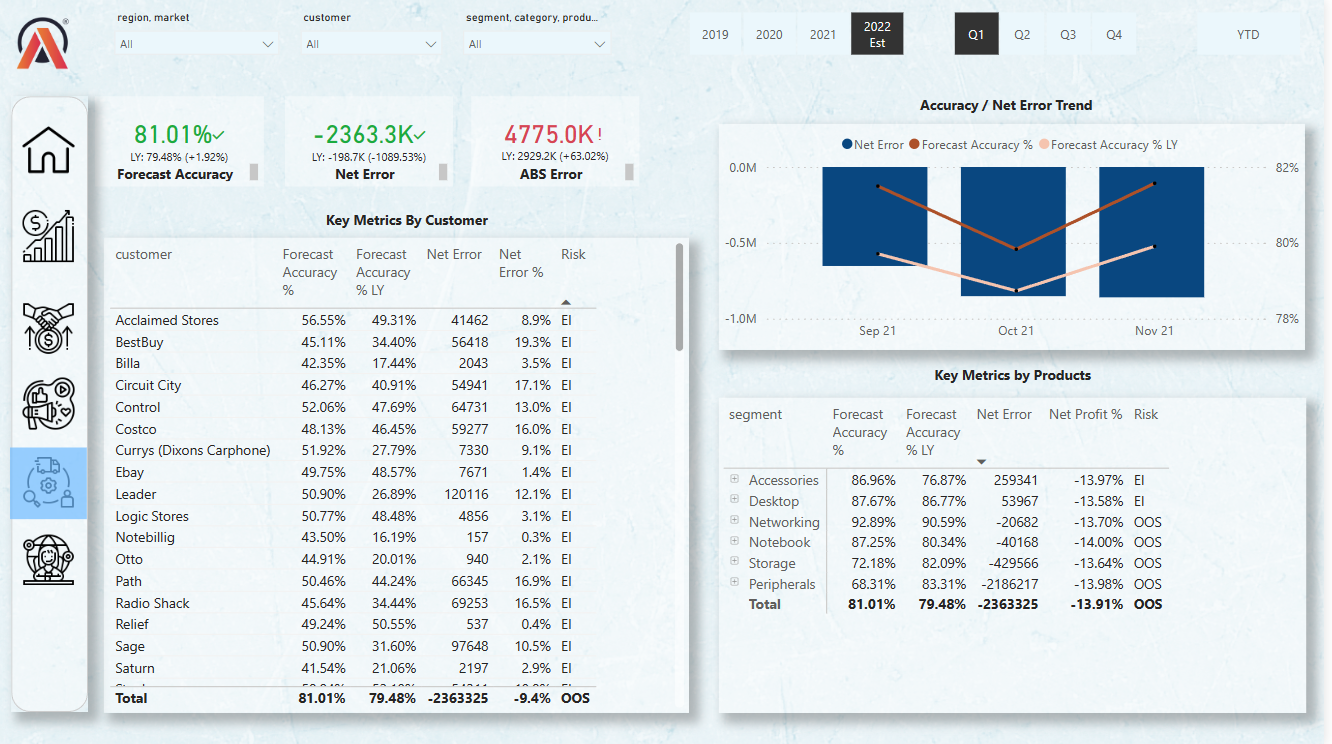 region, market
customer
segment, category, produ...
All
All
All
2019 2020 2021 2022 Est
Q1 Q2 Q3 Q4
YTD
81.01%
LY: 79.48% (+1.92%)
Forecast Accuracy
-2363.3K
LY: -198.7K (-1089.53%)
Net Error
4775.0K!
LY: 2929.2K (+63.02%)
ABS Error
Accuracy / Net Error Trend
Net Error Forecast Accuracy % Forecast Accuracy % LY
0.0M
-0.5M
-1.0M
82%
80%
78%
Sep 21 Oct 21 Nov 21
Key Metrics By Customer
customer Forecast Accuracy % Forecast Accuracy % LY Net Error Net Error % Risk
Acclaimed Stores 56.55% 49.31% 41462 8.9% EI
BestBuy 45.11% 34.40% 56418 19.3% EI
Billa 42.35% 17.44% 2043 3.5% EI
Circuit City 46.27% 40.91% 54941 17.1% EI
Control 52.06% 47.69% 64731 13.0% EI
Costco 48.13% 46.45% 59277 16.0% EI
Currys (Dixons Carphone) 51.92% 27.79% 7330 9.1% EI
Ebay 49.75% 48.57% 7671 1.4% EI
Leader 50.90% 26.89% 120116 12.1% EI
Logic Stores 50.77% 48.48% 4856 3.1% EI
Notebillig 43.50% 16.19% 157 0.3% EI
Otto 44.91% 20.01% 940 2.1% EI
Path 50.46% 44.24% 66345 16.9% EI
Radio Shack 45.64% 34.44% 69253 16.5% EI
Relief 49.24% 50.55% 537 0.4% EI
Sage 50.90% 31.60% 97648 10.5% EI
Saturn 41.54% 21.06% 2197 2.9% EI
Total 81.01% 79.48% -2363325 -9.4% OOS
Key Metrics by Products
segment Forecast Accuracy % Forecast Accuracy % LY Net Error Net Profit % Risk
Accessories 86.96% 76.87% 259341 -13.97% EI
Desktop 87.67% 86.77% 53967 -13.58% EI
Networking 92.89% 90.59% -20682 -13.70% OOS
Notebook 87.25% 80.34% -40168 -14.00% OOS
Storage 72.18% 82.09% -429566 -13.64% OOS
Peripherals 68.31% 83.31% -2186217 -13.98% OOS
Total 81.01% 79.48% -2363325 -13.91% OOS